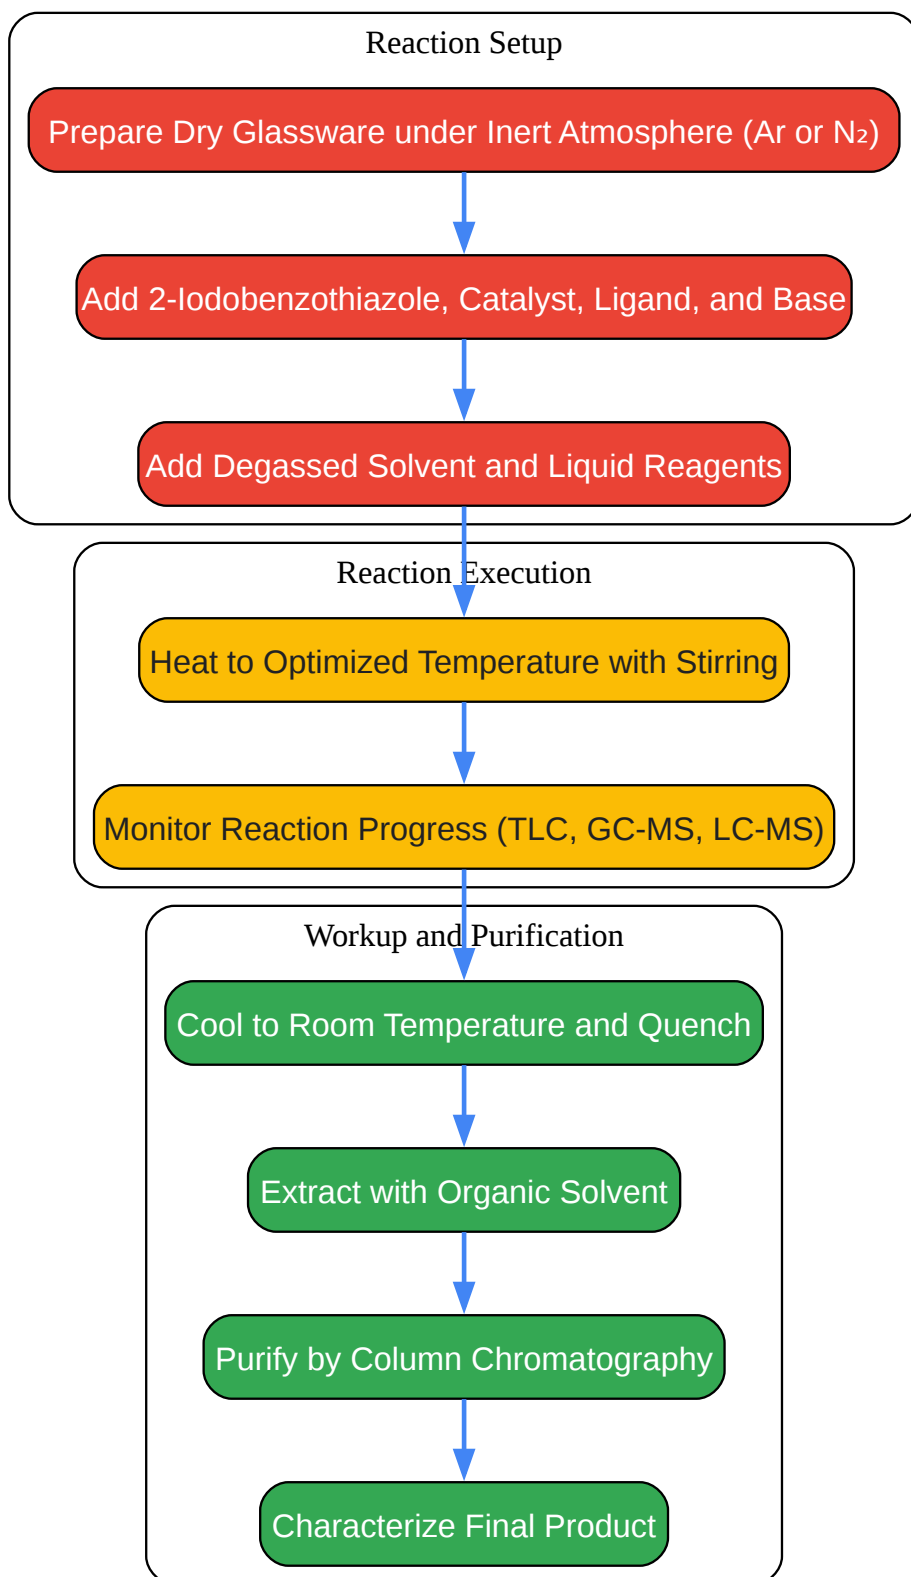 Reaction Setup
Prepare Dry Glassware under Inert Atmosphere (Ar or N₂)
Add 2-Iodobenzothiazole, Catalyst, Ligand, and Base
Add Degassed Solvent and Liquid Reagents
Reaction Execution
Heat to Optimized Temperature with Stirring
Monitor Reaction Progress (TLC, GC-MS, LC-MS)
Workup and Purification
Cool to Room Temperature and Quench
Extract with Organic Solvent
Purify by Column Chromatography
Characterize Final Product